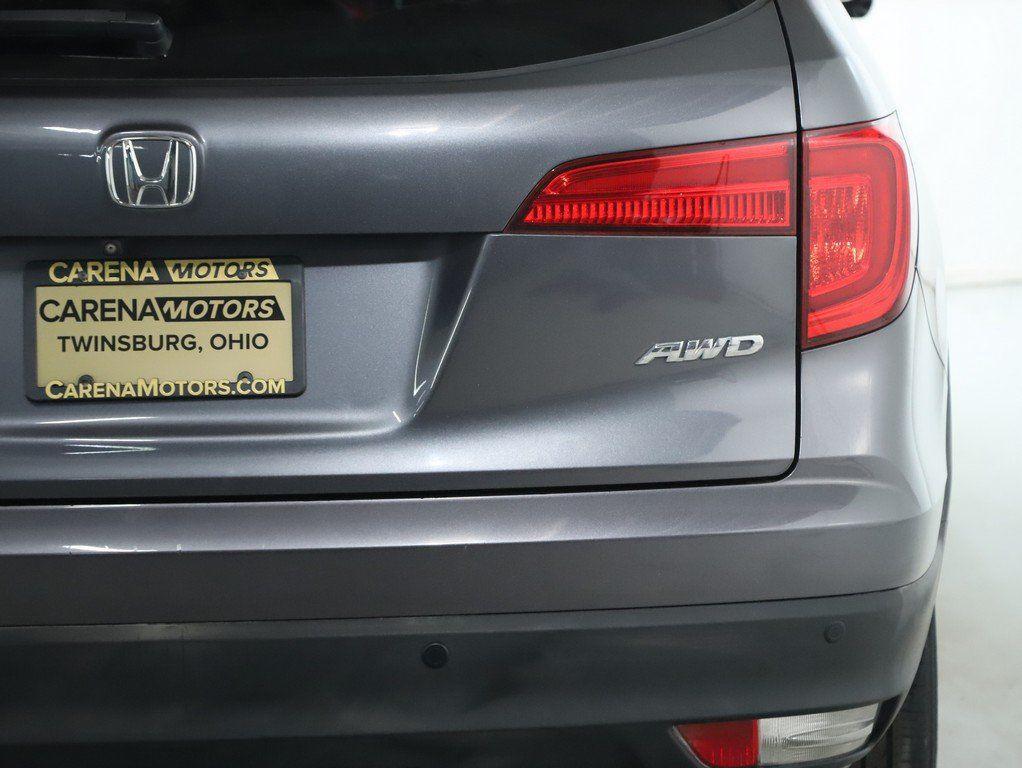 CARENA MOTORS
CARENA MOTORS
TWINSBURG, OHIO
CARENAMOTORS.COM
AWD